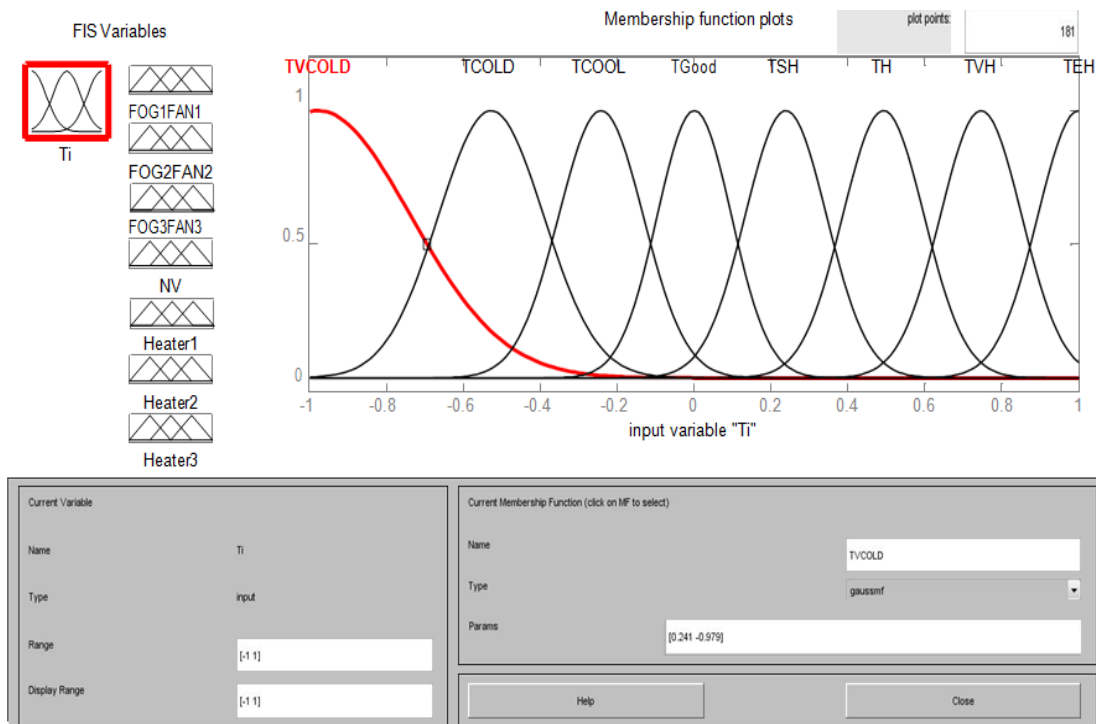 FIS Variables
Membership function plots
plot points:
181
Ti
FOG1FAN1
FOG2FAN2
FOG3FAN3
NV
Heater1
Heater2
Heater3
TVCOLD TCOLD TCOOL TGood TSH TH TVH TEH
1
0.5
0
-1 -0.8 -0.6 -0.4 -0.2 0 0.2 0.4 0.6 0.8 1
input variable "Ti"
Current Variable
Name Ti
Type input
Range [-1 1]
Display Range [-1 1]
Current Membership Function (click on MF to select)
Name TVCOLD
Type gaussmf
Params [0.241 -0.979]
Help Close